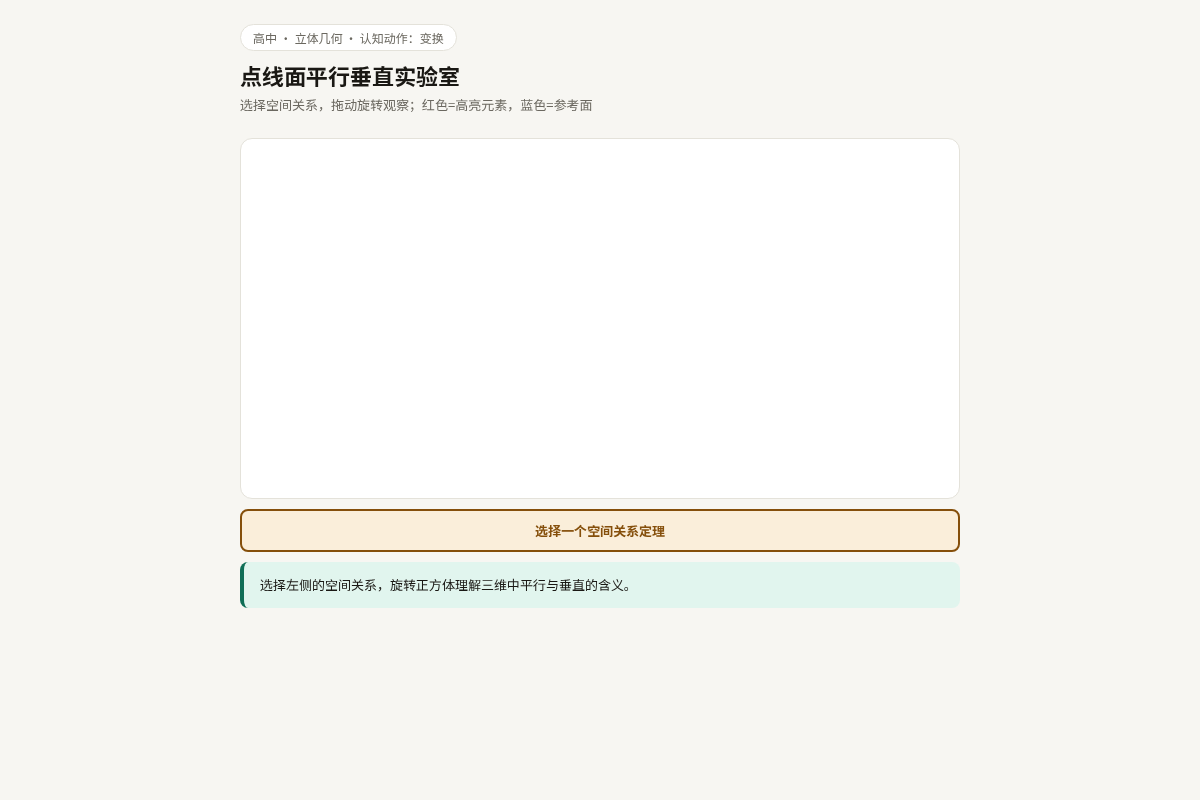 高中 · 立体几何 · 认知动作：变换
点线面平行垂直实验室
选择空间关系，拖动旋转观察；红色=高亮元素，蓝色=参考面
选择一个空间关系定理
选择左侧的空间关系，旋转正方体理解三维中平行与垂直的含义。